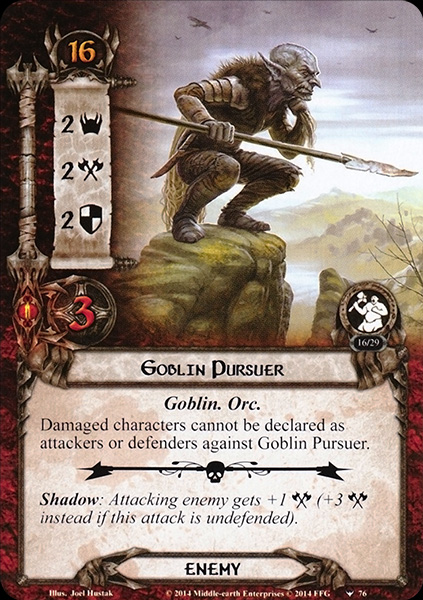 16
2
2
2
3
16/29
Goblin Pursuer
Goblin. Orc.
Damaged characters cannot be declared as
attackers or defenders against Goblin Pursuer.
Shadow: Attacking enemy gets +1 (+3
instead if this attack is undefended).
ENEMY
Illus. Joel Hustak © 2014 Middle-earth Enterprises © 2014 FFG 76